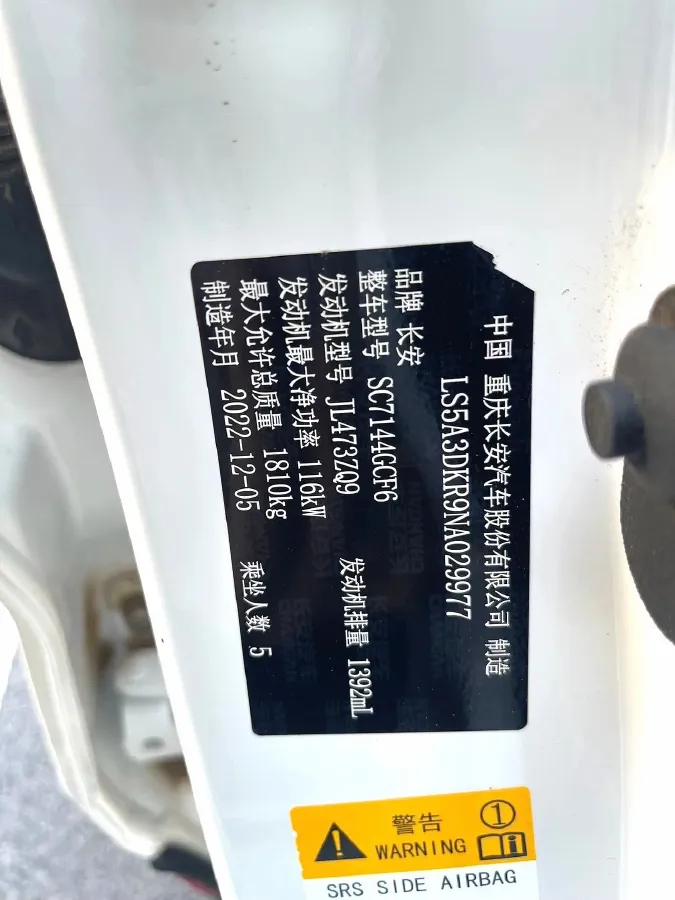 中国 重庆长安汽车股份有限公司 制造
LS5A3DKR9NA029977
品牌 长安
整车型号 SC7144GCF6
发动机型号 JL473ZQ9 发动机排量 1392mL
发动机最大净功率 116kW
最大允许总质量 1810kg 乘坐人数 5
制造年月 2022-12-05
警告 ①
WARNING
SRS SIDE AIRBAG